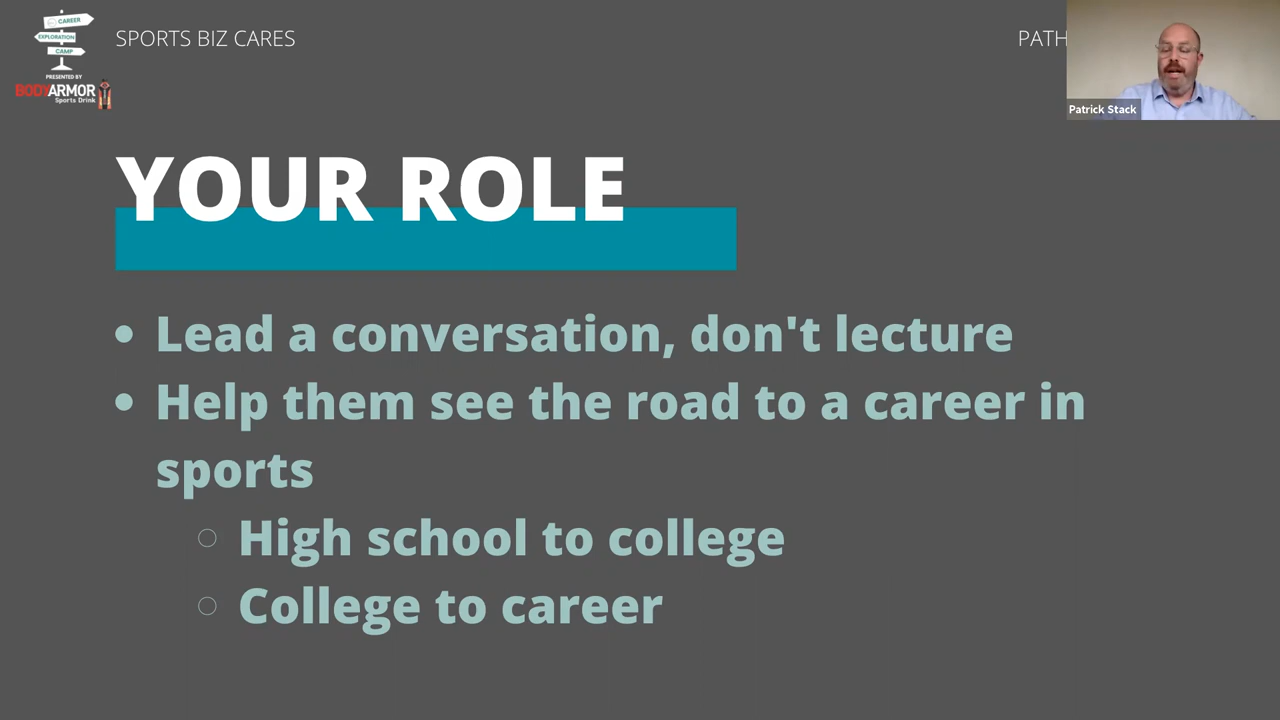 CAREER
EXPLORATION
CAMP
PRESENTED BY
BODYARMOR
Sports Drink
SPORTS BIZ CARES
PATH
Patrick Stack
YOUR ROLE
• Lead a conversation, don't lecture
• Help them see the road to a career in
sports
○ High school to college
○ College to career